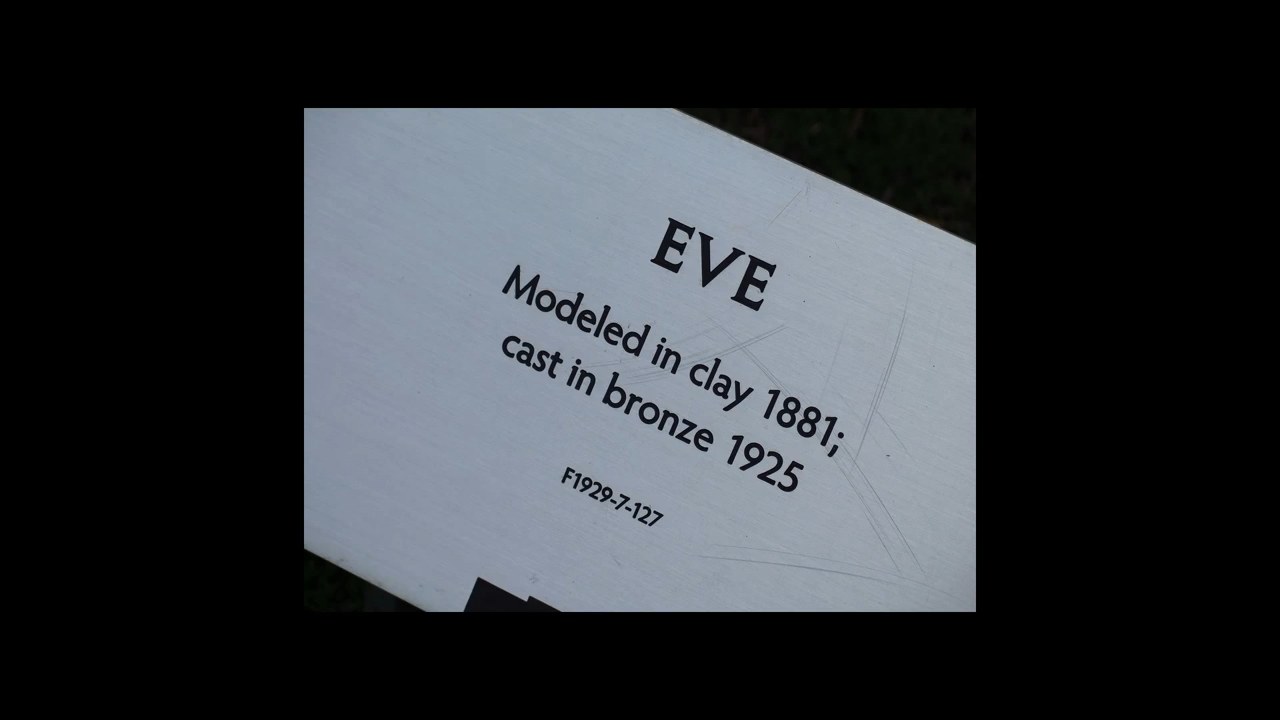 EVE
Modeled in clay 1881;
cast in bronze 1925
F1929-7-127